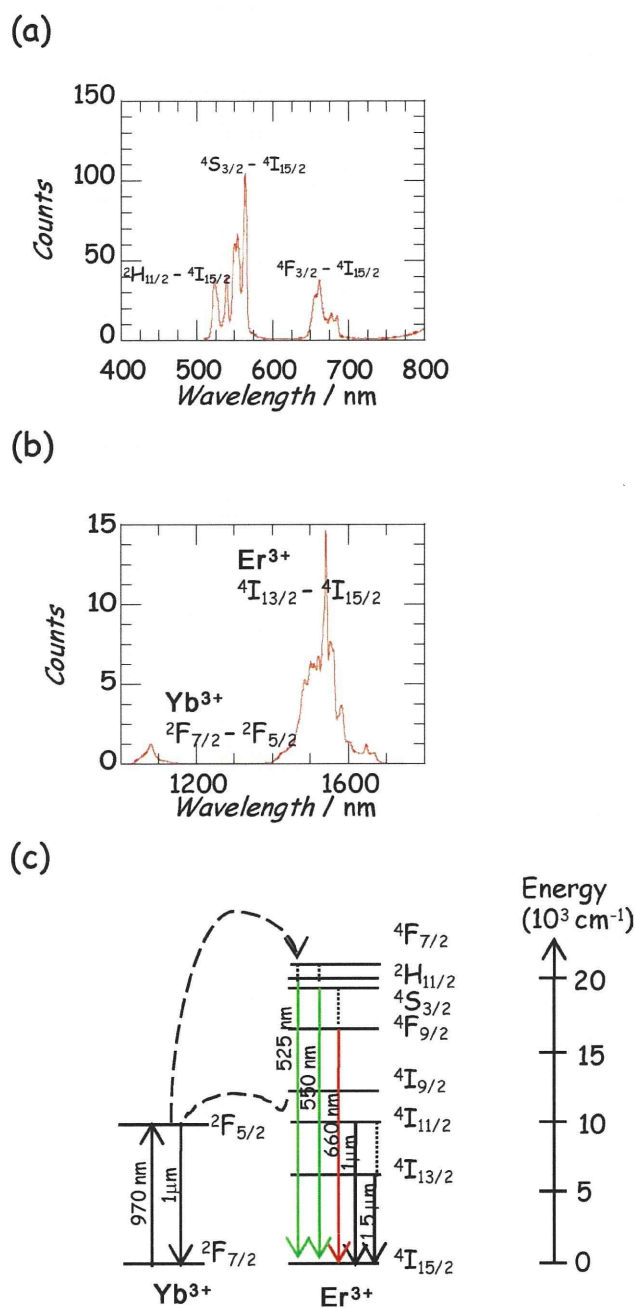 (a)
150
100
50
0
Counts
⁴S₃/₂ – ⁴I₁₅/₂
²H₁₁/₂ – ⁴I₁₅/₂
⁴F₃/₂ – ⁴I₁₅/₂
400 500 600 700 800
Wavelength / nm
(b)
15
10
5
0
Counts
Er³⁺
⁴I₁₃/₂ – ⁴I₁₅/₂
Yb³⁺
²F₇/₂ – ²F₅/₂
1200 1600
Wavelength / nm
(c)
Energy
(10³ cm⁻¹)
20
15
10
5
0
⁴F₇/₂
²H₁₁/₂
⁴S₃/₂
⁴F₉/₂
⁴I₉/₂
⁴I₁₁/₂
⁴I₁₃/₂
⁴I₁₅/₂
525 nm
550 nm
660 nm
1μm
1.5 μm
²F₅/₂
970 nm
1μm
²F₇/₂
Yb³⁺
Er³⁺